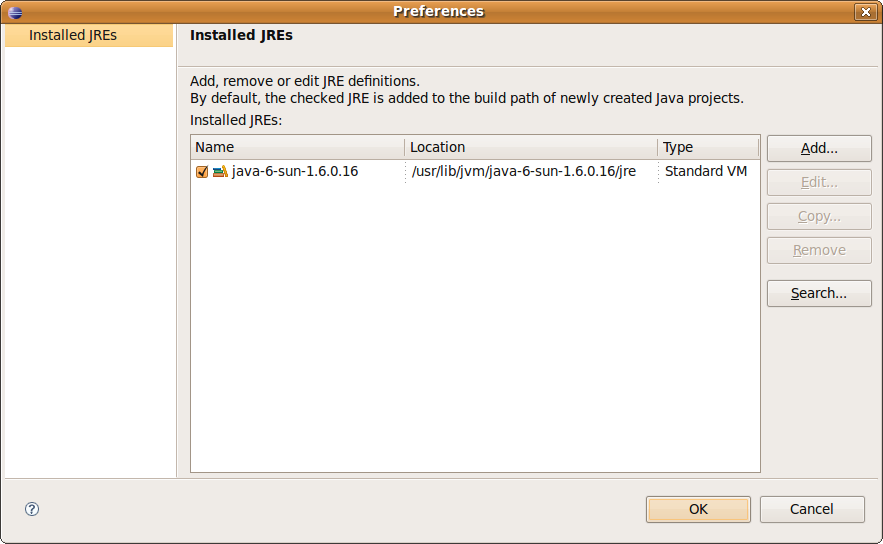 Preferences
Installed JREs
Installed JREs
Add, remove or edit JRE definitions.
By default, the checked JRE is added to the build path of newly created Java projects.
Installed JREs:
Name Location Type
java-6-sun-1.6.0.16 /usr/lib/jvm/java-6-sun-1.6.0.16/jre Standard VM
Add...
Edit...
Copy...
Remove
Search...
?
OK Cancel